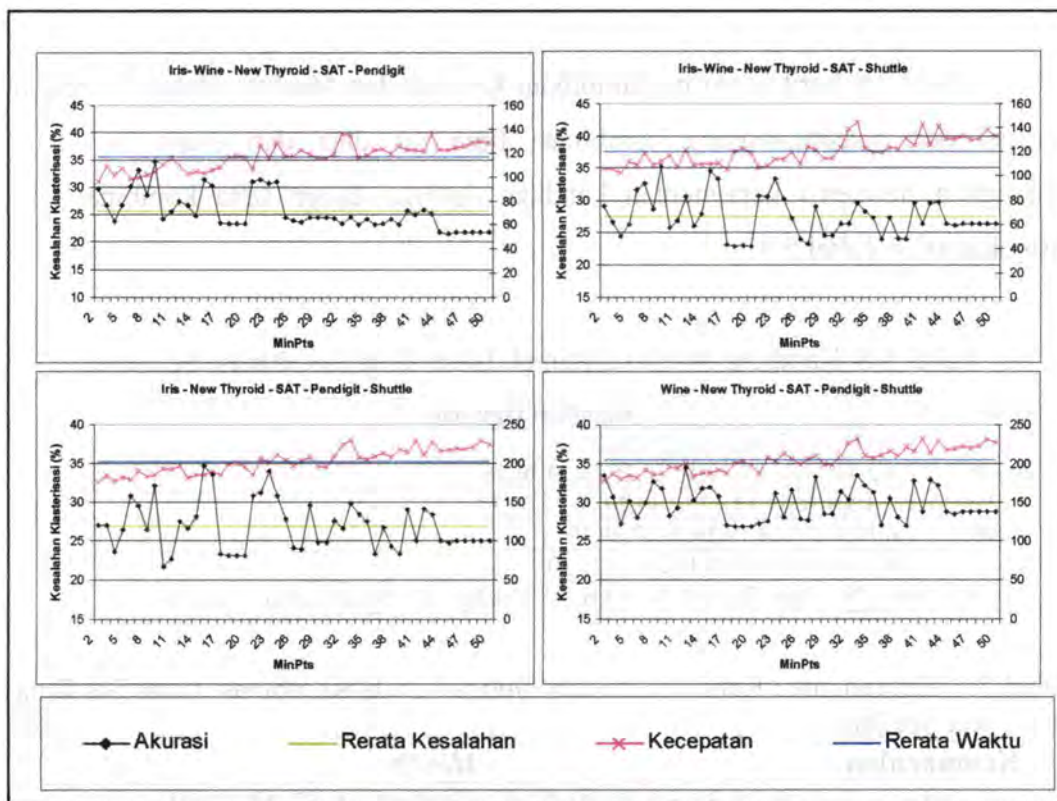 Iris-Wine - New Thyroid - SAT - Pendigit
Kesalahan Klasterisasi (%)
45
40
35
30
25
20
15
10
160
140
120
100
80
60
40
20
0
2 5 8 11 14 17 20 23 26 29 32 35 38 41 44 47 50
MinPts
Iris- Wine - New Thyroid - SAT - Shuttle
Kesalahan Klasterisasi (%)
45
40
35
30
25
20
15
160
140
120
100
80
60
40
20
0
2 5 8 11 14 17 20 23 26 29 32 35 38 41 44 47 50
MinPts
Iris - New Thyroid - SAT - Pendigit - Shuttle
Kesalahan Klasterisasi (%)
40
35
30
25
20
15
250
200
150
100
50
0
2 5 8 11 14 17 20 23 26 29 32 35 38 41 44 47 50
MinPts
Wine - New Thyroid - SAT - Pendigit - Shuttle
Kesalahan Klasterisasi (%)
40
35
30
25
20
15
250
200
150
100
50
0
2 5 8 11 14 17 20 23 26 29 32 35 38 41 44 47 50
MinPts
Akurasi
Rerata Kesalahan
Kecepatan
Rerata Waktu